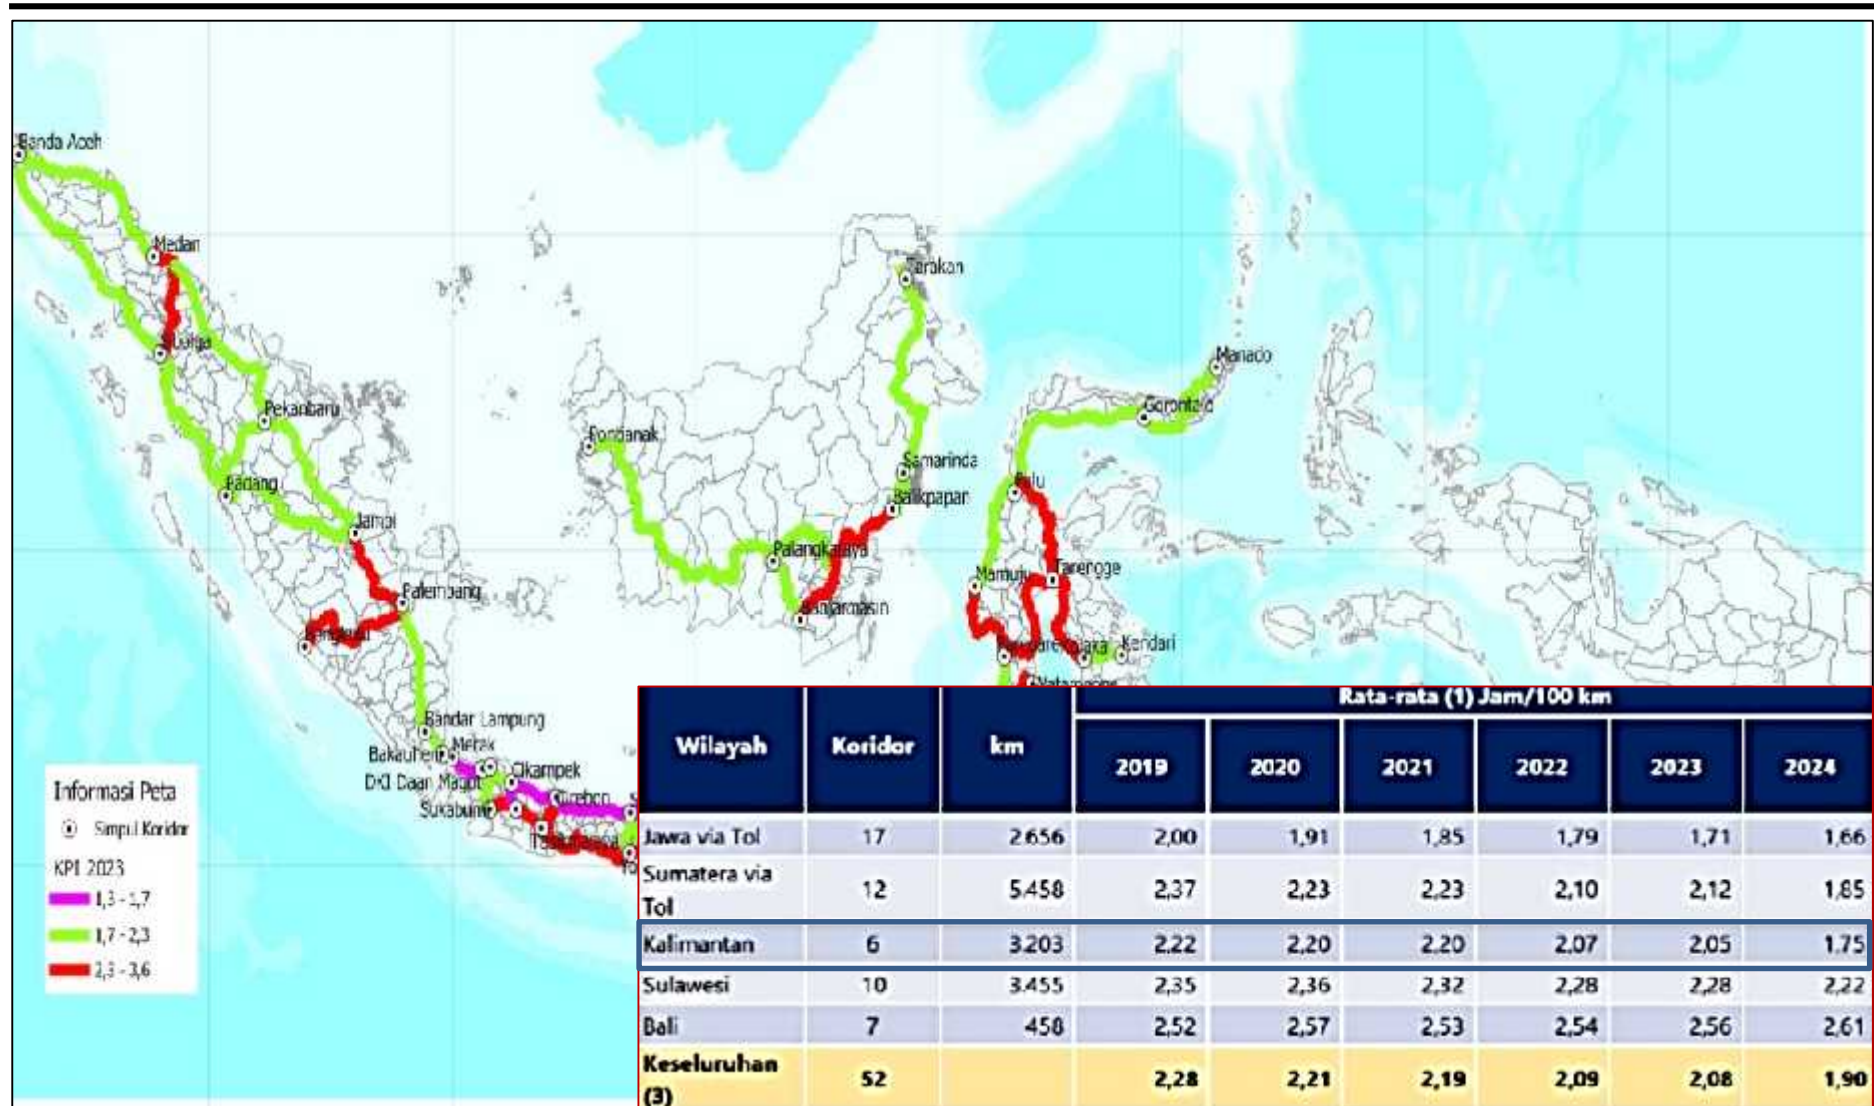 Banda Aceh
Medan
Sibolga
Pekanbaru
Padang
Jambi
Palembang
Bengkulu
Bandar Lampung
Bakauheni
Merak
DKI Daan Mogot
Cikampek
Cirebon
Sukabumi
Pontianak
Tarakan
Samarinda
Balikpapan
Palangkaraya
Banjarmasin
Manado
Gorontalo
Palu
Mamuju
Tarengge
Kendari
Informasi Peta
Simpul Koridor
KPI 2023
1,3 - 1,7
1,7 - 2,3
2,3 - 3,6
Wilayah Koridor km Rata-rata (1) Jam/100 km
2019 2020 2021 2022 2023 2024
Jawa via Tol 17 2.656 2,00 1,91 1,85 1,79 1,71 1,66
Sumatera via
Tol 12 5.458 2,37 2,23 2,23 2,10 2,12 1,85
Kalimantan 6 3.203 2,22 2,20 2,20 2,07 2,05 1,75
Sulawesi 10 3.455 2,35 2,36 2,32 2,28 2,28 2,22
Bali 7 458 2,52 2,57 2,53 2,54 2,56 2,61
Keseluruhan
(3) 52 2,28 2,21 2,19 2,09 2,08 1,90